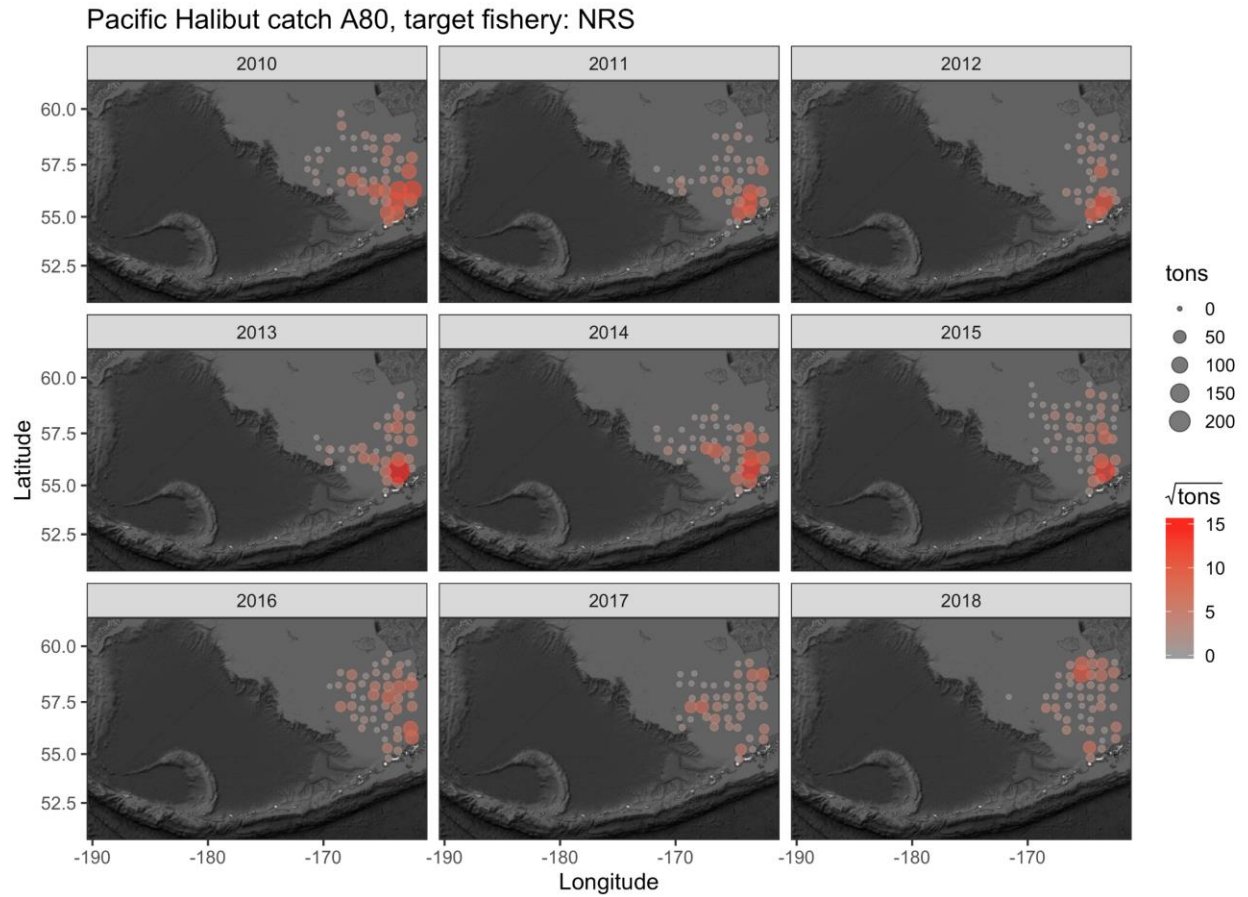 Pacific Halibut catch A80, target fishery: NRS
2010 2011 2012
60.0
57.5
55.0
52.5
2013 2014 2015
60.0
57.5
55.0
52.5
2016 2017 2018
60.0
57.5
55.0
52.5
-190 -180 -170 -190 -180 -170 -190 -180 -170
Longitude
Latitude
tons
0
50
100
150
200
√tons
15
10
5
0